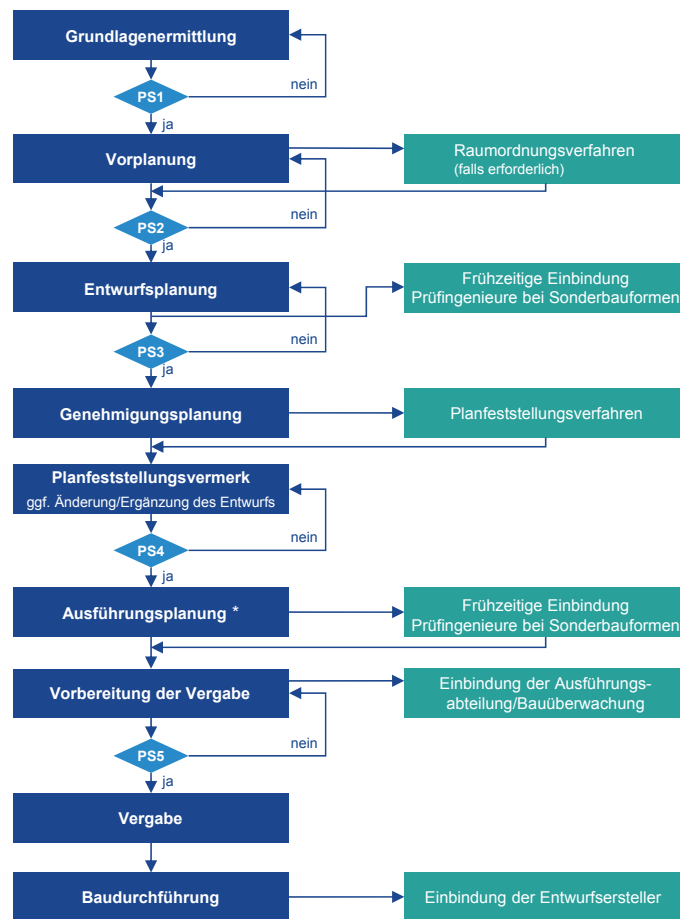 Grundlagenermittlung
nein
PS1
ja
Vorplanung
Raumordnungsverfahren
(falls erforderlich)
nein
PS2
ja
Entwurfsplanung
Frühzeitige Einbindung
Prüfingenieure bei Sonderbauformen
nein
PS3
ja
Genehmigungsplanung
Planfeststellungsverfahren
Planfeststellungsvermerk
ggf. Änderung/Ergänzung des Entwurfs
nein
PS4
ja
Ausführungsplanung *
Frühzeitige Einbindung
Prüfingenieure bei Sonderbauformen
Vorbereitung der Vergabe
Einbindung der Ausführungs-
abteilung/Bauüberwachung
nein
PS5
ja
Vergabe
Baudurchführung
Einbindung der Entwurfsersteller